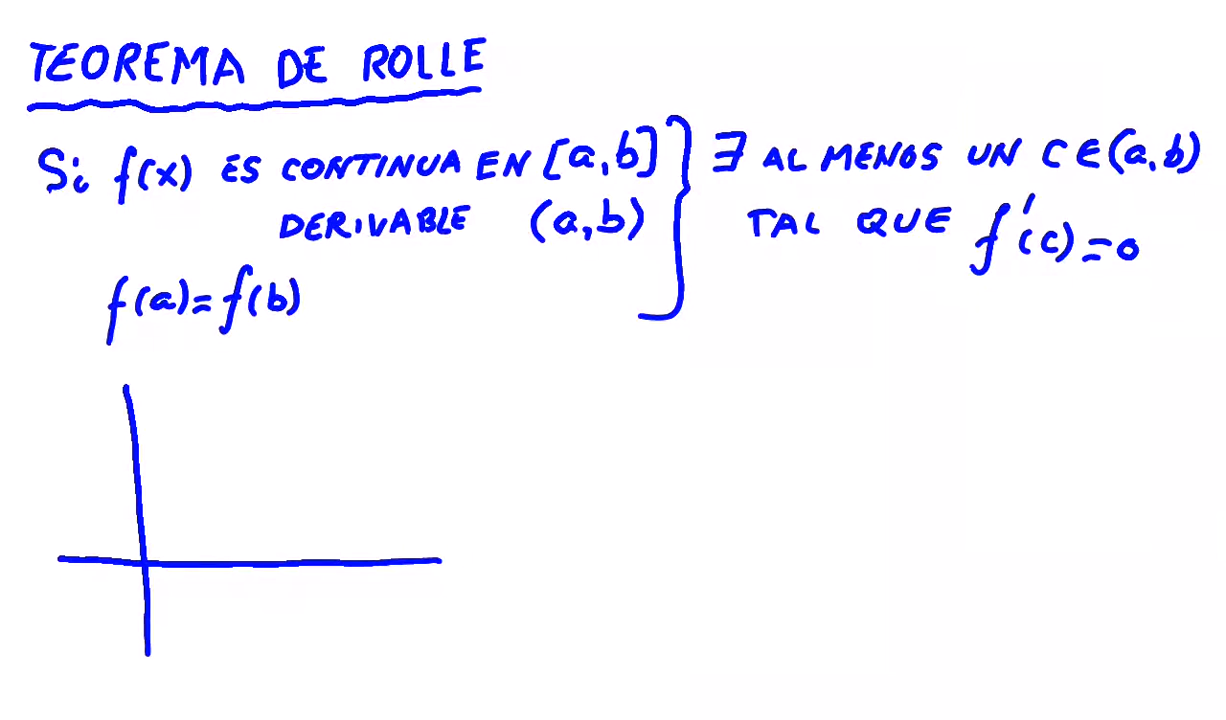 TEOREMA DE ROLLE
Si f(x) ES CONTINUA EN [a,b] } ∃ AL MENOS UN C ∈ (a,b)
DERIVABLE (a,b) TAL QUE f'(c)=0
f(a)=f(b)